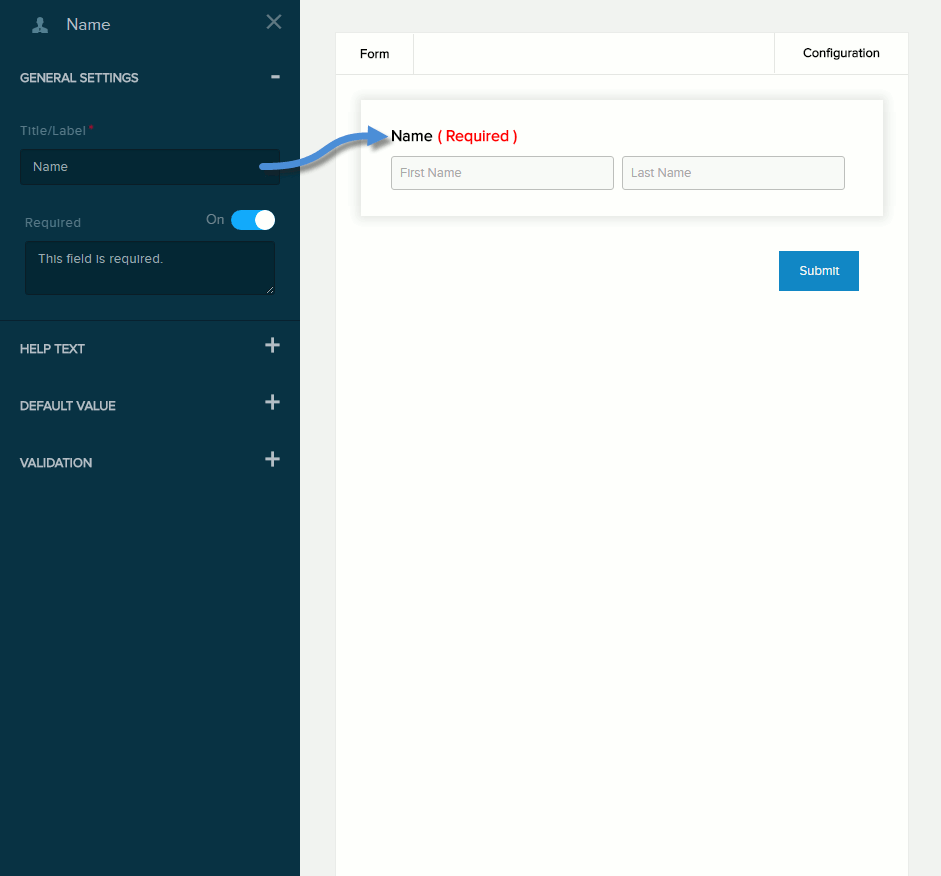 Name
GENERAL SETTINGS
Title/Label*
Name
Required
On
This field is required.
HELP TEXT
DEFAULT VALUE
VALIDATION
Form
Configuration
Name ( Required )
First Name
Last Name
Submit